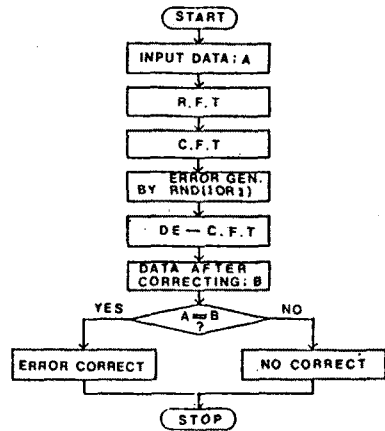 START
INPUT DATA; A
R.F.T
C.F.T
ERROR GEN.
BY RND(1OR1)
DE — C.F.T
DATA AFTER
CORRECTING; B
YES
A=B
?
NO
ERROR CORRECT
NO CORRECT
STOP